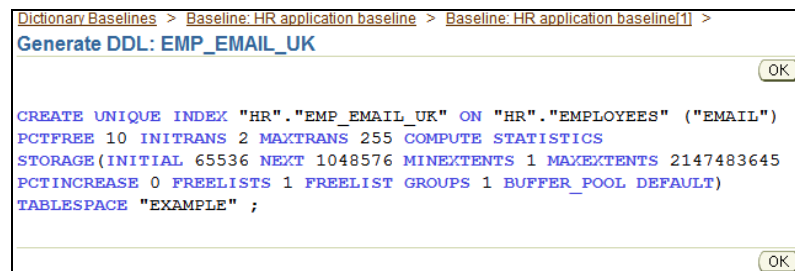 Dictionary Baselines > Baseline: HR application baseline > Baseline: HR application baseline[1] >
Generate DDL: EMP_EMAIL_UK
OK
CREATE UNIQUE INDEX "HR"."EMP_EMAIL_UK" ON "HR"."EMPLOYEES" ("EMAIL")
PCTFREE 10 INITRANS 2 MAXTRANS 255 COMPUTE STATISTICS
STORAGE(INITIAL 65536 NEXT 1048576 MINEXTENTS 1 MAXEXTENTS 2147483645
PCTINCREASE 0 FREELISTS 1 FREELIST GROUPS 1 BUFFER_POOL DEFAULT)
TABLESPACE "EXAMPLE" ;
OK